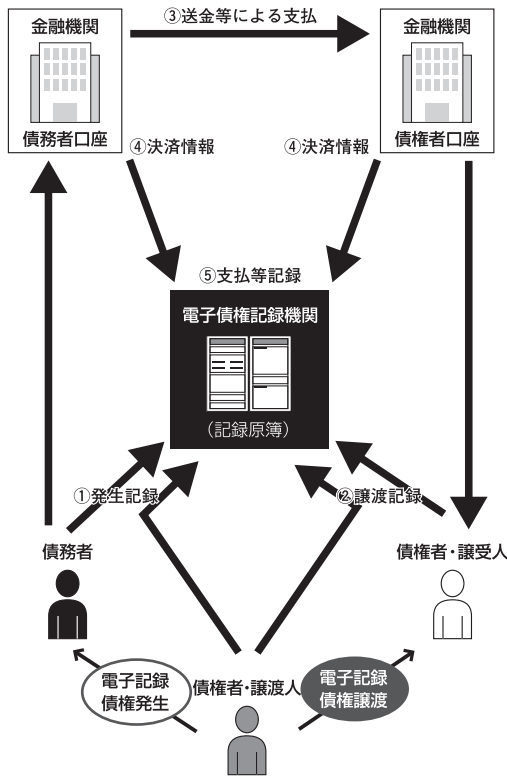 ③送金等による支払
金融機関
債務者口座
金融機関
債権者口座
④決済情報
④決済情報
⑤支払等記録
電子債権記録機関
（記録原簿）
①発生記録
②譲渡記録
債務者
債権者・譲受人
電子記録
債権発生
債権者・譲渡人
電子記録
債権譲渡